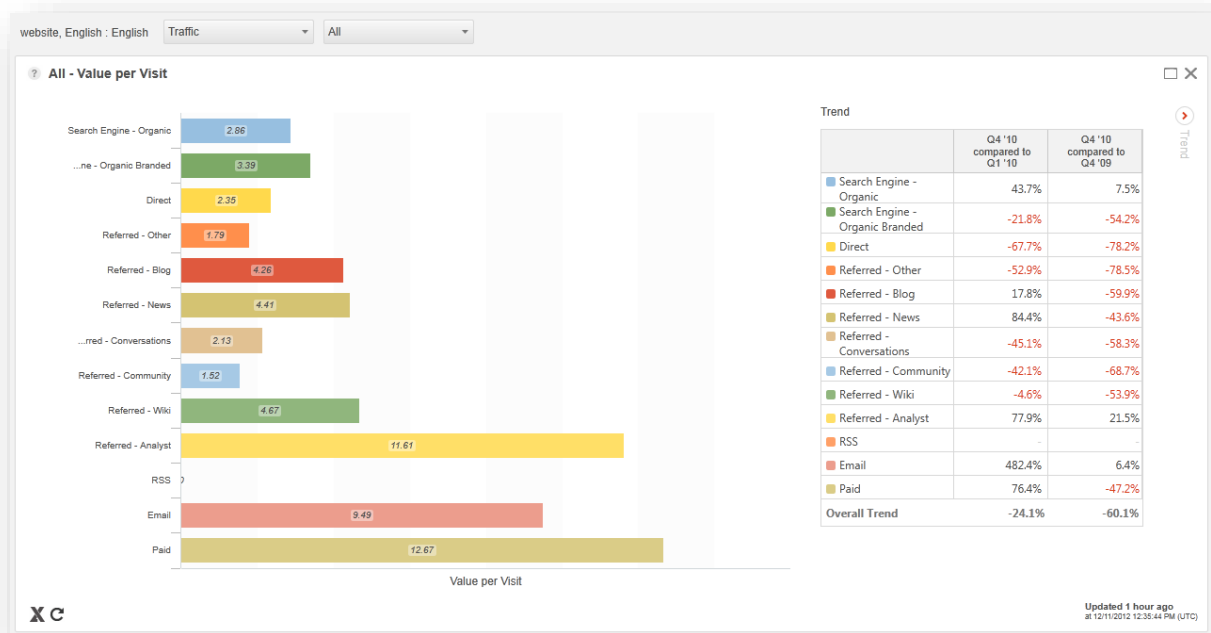 website, English : English Traffic All
? All - Value per Visit
Search Engine - Organic 2.86
...ne - Organic Branded 3.39
Direct 2.35
Referred - Other 1.79
Referred - Blog 4.26
Referred - News 4.41
...rred - Conversations 2.13
Referred - Community 1.52
Referred - Wiki 4.67
Referred - Analyst 11.61
RSS 0
Email 9.49
Paid 12.67
Value per Visit
Trend
Q4 '10 compared to Q1 '10
Q4 '10 compared to Q4 '09
Search Engine - Organic 43.7% 7.5%
Search Engine - Organic Branded -21.8% -54.2%
Direct -67.7% -78.2%
Referred - Other -52.9% -78.5%
Referred - Blog 17.8% -59.9%
Referred - News 84.4% -43.6%
Referred - Conversations -45.1% -58.3%
Referred - Community -42.1% -68.7%
Referred - Wiki -4.6% -53.9%
Referred - Analyst 77.9% 21.5%
RSS - -
Email 482.4% 6.4%
Paid 76.4% -47.2%
Overall Trend -24.1% -60.1%
Trend
Updated 1 hour ago
at 12/11/2012 12:35:44 PM (UTC)